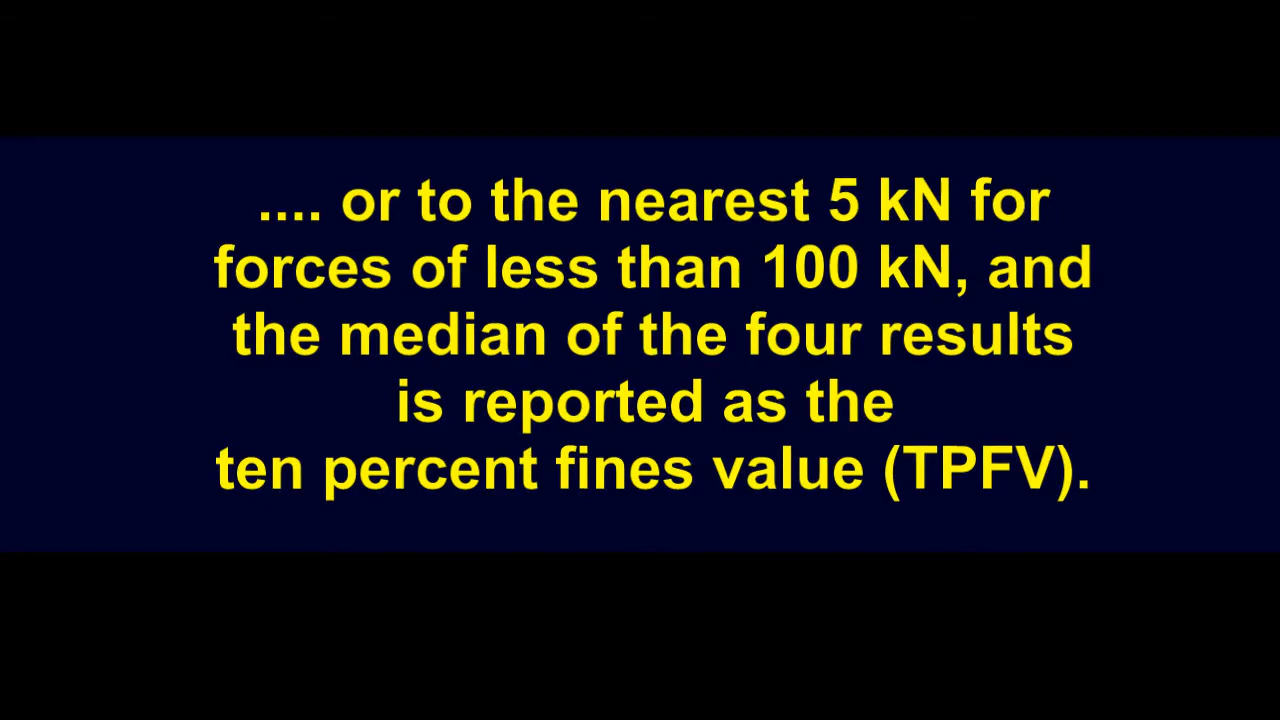 .... or to the nearest 5 kN for
forces of less than 100 kN, and
the median of the four results
is reported as the
ten percent fines value (TPFV).